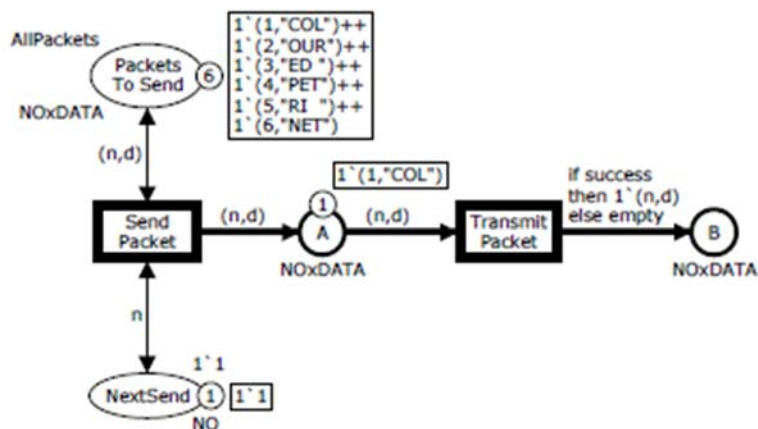 AllPackets
Packets
To Send
6
1`(1,"COL")++
1`(2,"OUR")++
1`(3,"ED ")++
1`(4,"PET")++
1`(5,"RI ")++
1`(6,"NET")
NOxDATA
(n,d)
1`(1,"COL")
if success
then 1`(n,d)
else empty
Send
Packet
(n,d)
1
A
(n,d)
Transmit
Packet
B
NOxDATA
NOxDATA
n
1`1
NextSend
1
1`1
NO